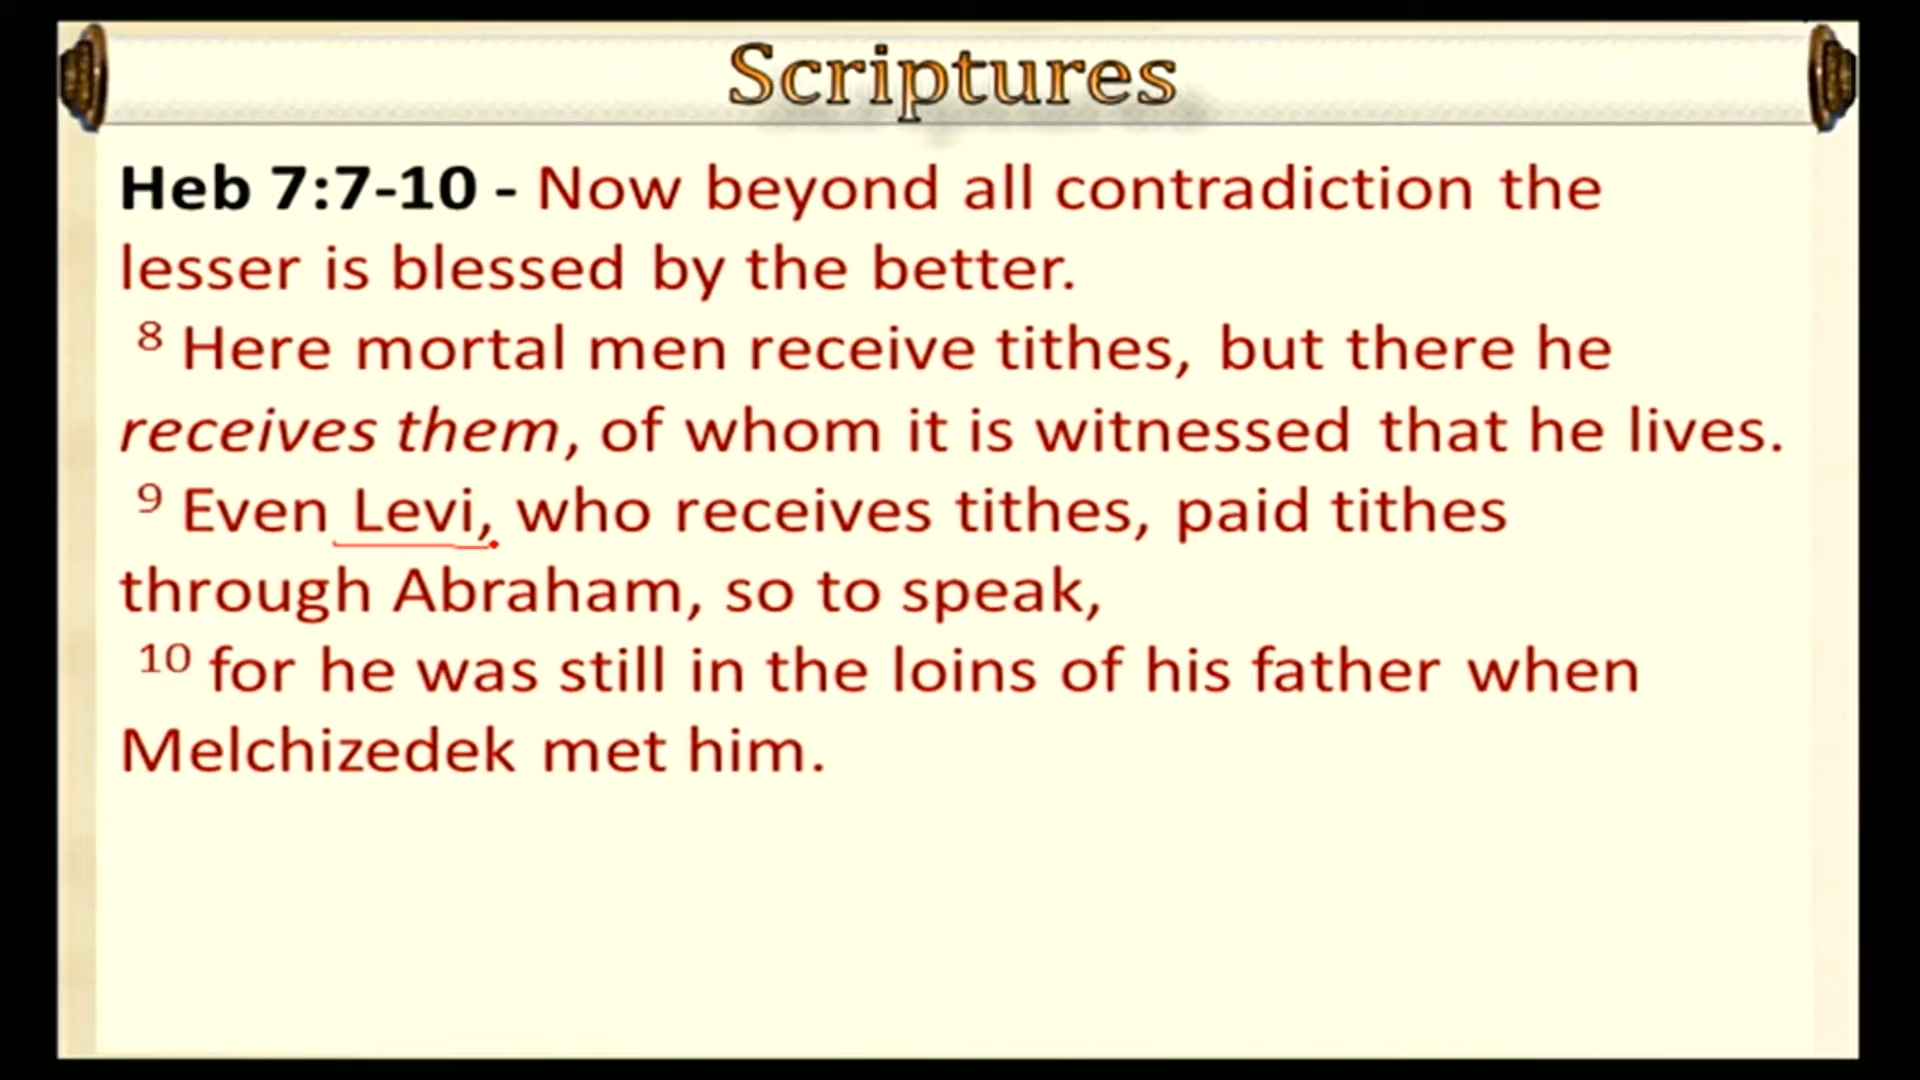 Scriptures
Heb 7:7-10 - Now beyond all contradiction the
lesser is blessed by the better.
8 Here mortal men receive tithes, but there he
receives them, of whom it is witnessed that he lives.
9 Even Levi, who receives tithes, paid tithes
through Abraham, so to speak,
10 for he was still in the loins of his father when
Melchizedek met him.